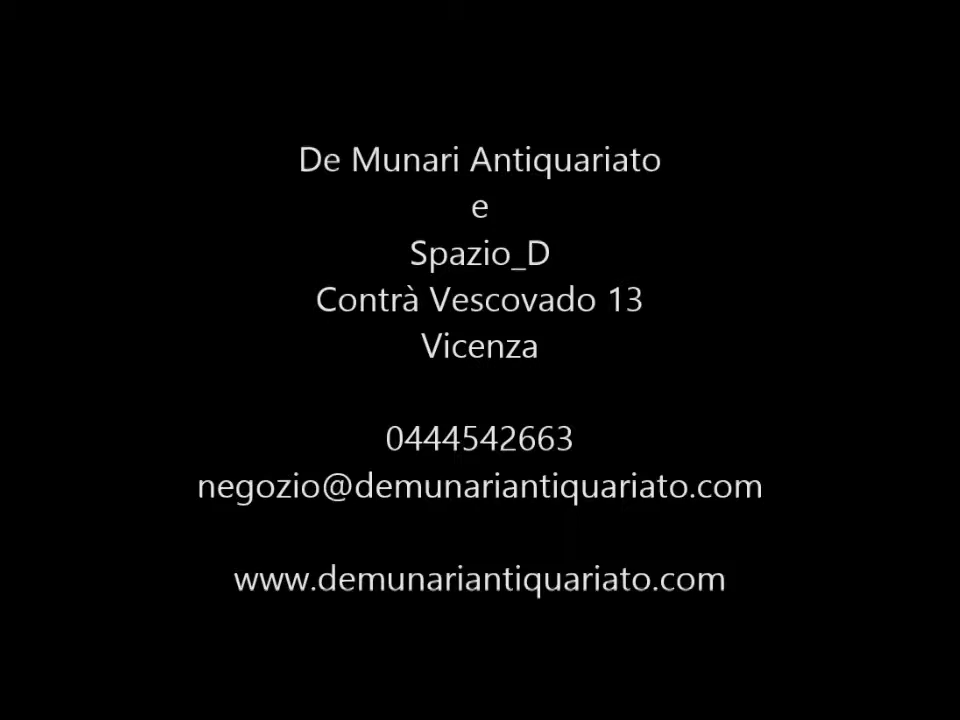 De Munari Antiquariato
e
Spazio_D
Contrà Vescovado 13
Vicenza
0444542663
negozio@demunariantiquariato.com
www.demunariantiquariato.com